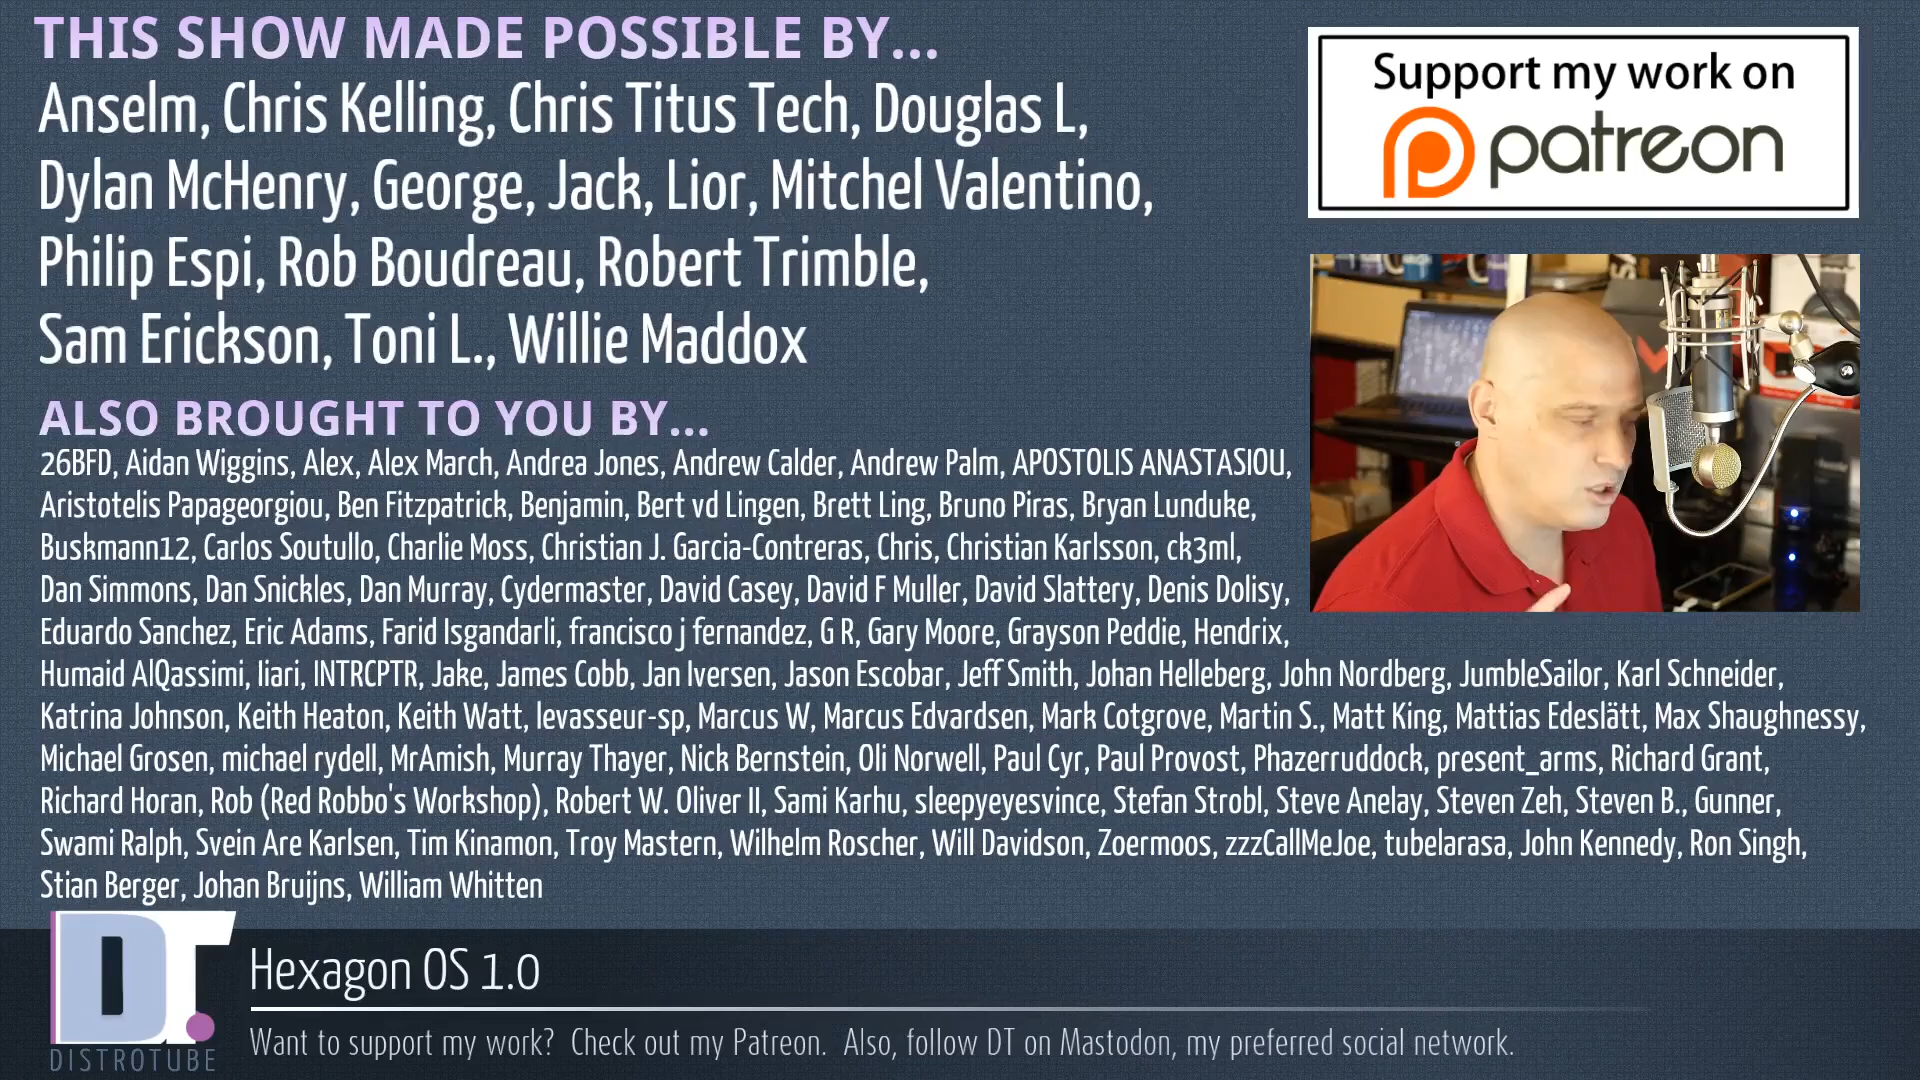 THIS SHOW MADE POSSIBLE BY...
Anselm, Chris Kelling, Chris Titus Tech, Douglas L,
Dylan McHenry, George, Jack, Lior, Mitchel Valentino,
Philip Espi, Rob Boudreau, Robert Trimble,
Sam Erickson, Toni L., Willie Maddox
Support my work on
patreon
ALSO BROUGHT TO YOU BY...
26BFD, Aidan Wiggins, Alex, Alex March, Andrea Jones, Andrew Calder, Andrew Palm, APOSTOLIS ANASTASIOU,
Aristotelis Papageorgiou, Ben Fitzpatrick, Benjamin, Bert vd Lingen, Brett Ling, Bruno Piras, Bryan Lunduke,
Buskmann12, Carlos Soutullo, Charlie Moss, Christian J. Garcia-Contreras, Chris, Christian Karlsson, ck3ml,
Dan Simmons, Dan Snickles, Dan Murray, Cydermaster, David Casey, David F Muller, David Slattery, Denis Dolisy,
Eduardo Sanchez, Eric Adams, Farid Isgandarli, francisco j fernandez, G R, Gary Moore, Grayson Peddie, Hendrix,
Humaid AlQassimi, Iiari, INTRCPTR, Jake, James Cobb, Jan Iversen, Jason Escobar, Jeff Smith, Johan Helleberg, John Nordberg, JumbleSailor, Karl Schneider,
Katrina Johnson, Keith Heaton, Keith Watt, levasseur-sp, Marcus W, Marcus Edvardsen, Mark Cotgrove, Martin S., Matt King, Mattias Edeslätt, Max Shaughnessy,
Michael Grosen, michael rydell, MrAmish, Murray Thayer, Nick Bernstein, Oli Norwell, Paul Cyr, Paul Provost, Phazerruddock, present_arms, Richard Grant,
Richard Horan, Rob (Red Robbo's Workshop), Robert W. Oliver II, Sami Karhu, sleepyeyesvince, Stefan Strobl, Steve Anelay, Steven Zeh, Steven B., Gunner,
Swami Ralph, Svein Are Karlsen, Tim Kinamon, Troy Mastern, Wilhelm Roscher, Will Davidson, Zoermoos, zzzCallMeJoe, tubelarasa, John Kennedy, Ron Singh,
Stian Berger, Johan Bruijns, William Whitten
DT
DISTROTUBE
Hexagon OS 1.0
Want to support my work? Check out my Patreon. Also, follow DT on Mastodon, my preferred social network.